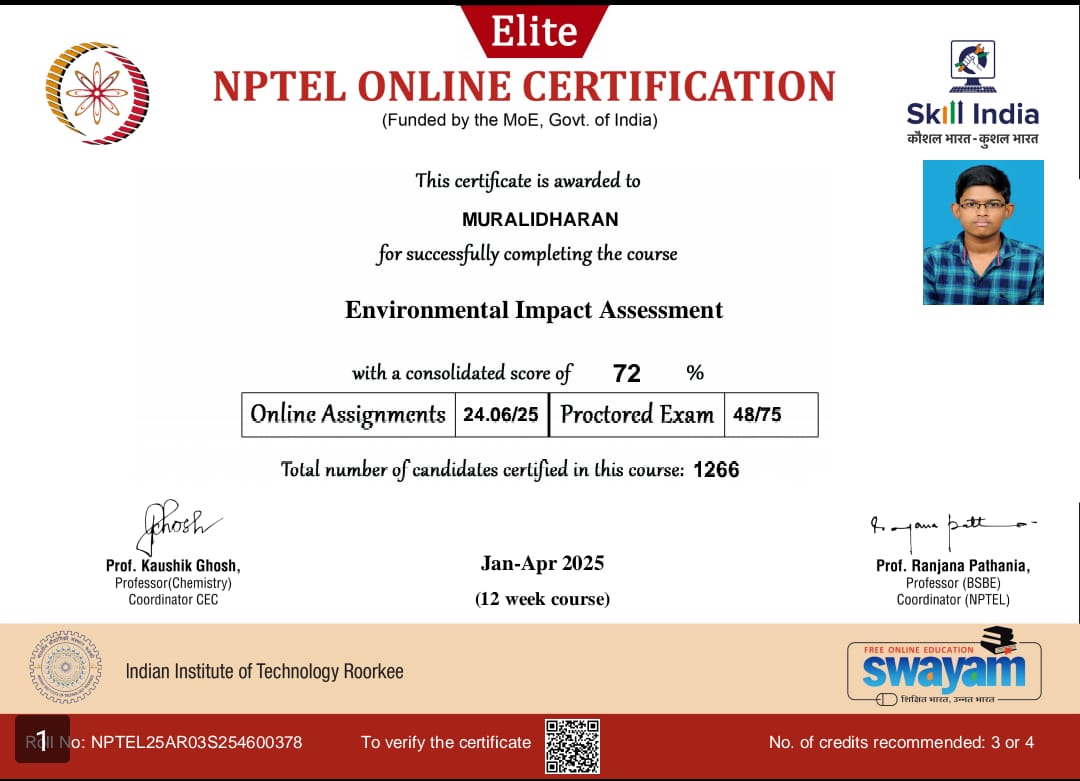 Elite
NPTEL ONLINE CERTIFICATION
(Funded by the MoE, Govt. of India)
Skill India
कौशल भारत - कुशल भारत
This certificate is awarded to
MURALIDHARAN
for successfully completing the course
Environmental Impact Assessment
with a consolidated score of 72 %
Online Assignments 24.06/25 Proctored Exam 48/75
Total number of candidates certified in this course: 1266
Ghosh
Prof. Kaushik Ghosh,
Professor(Chemistry)
Coordinator CEC
Jan-Apr 2025
(12 week course)
Prof. Ranjana Pathania,
Professor (BSBE)
Coordinator (NPTEL)
Indian Institute of Technology Roorkee
FREE ONLINE EDUCATION
swayam
शिक्षित भारत, उन्नत भारत
1
Roll No: NPTEL25AR03S254600378
To verify the certificate
No. of credits recommended: 3 or 4